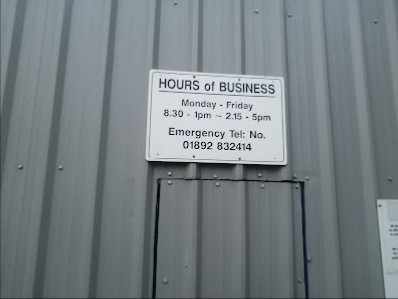 HOURS of BUSINESS
Monday - Friday
8.30 - 1pm ~ 2.15 - 5pm
Emergency Tel: No.
01892 832414